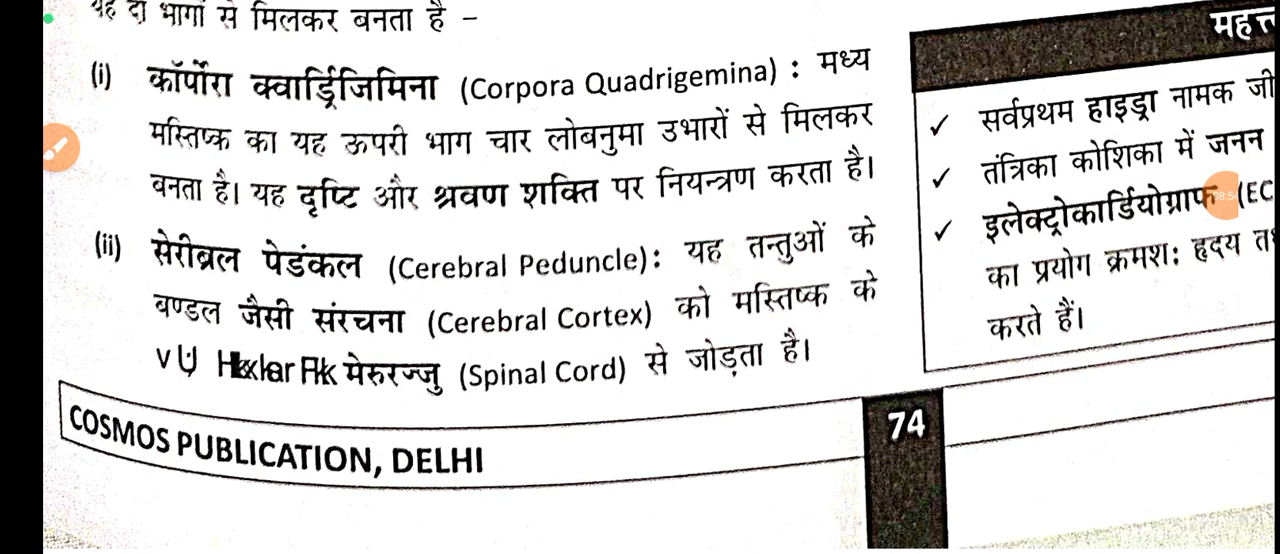 यह दो भागों से मिलकर बनता है –
(i) कॉर्पोरा क्वार्ड्रिजिमिना (Corpora Quadrigemina) : मध्य
मस्तिष्क का यह ऊपरी भाग चार लोबनुमा उभारों से मिलकर
बनता है। यह दृष्टि और श्रवण शक्ति पर नियन्त्रण करता है।
(ii) सेरीब्रल पेडंकल (Cerebral Peduncle): यह तन्तुओं के
बण्डल जैसी संरचना (Cerebral Cortex) को मस्तिष्क के
मेरुरज्जु (Spinal Cord) से जोड़ता है।
COSMOS PUBLICATION, DELHI
74
✓ सर्वप्रथम हाइड्रा नामक
✓ तंत्रिका कोशिका में जनन
✓ इलेक्ट्रोकार्डियोग्राफ (EC
का प्रयोग क्रमश: हृदय
करते हैं।